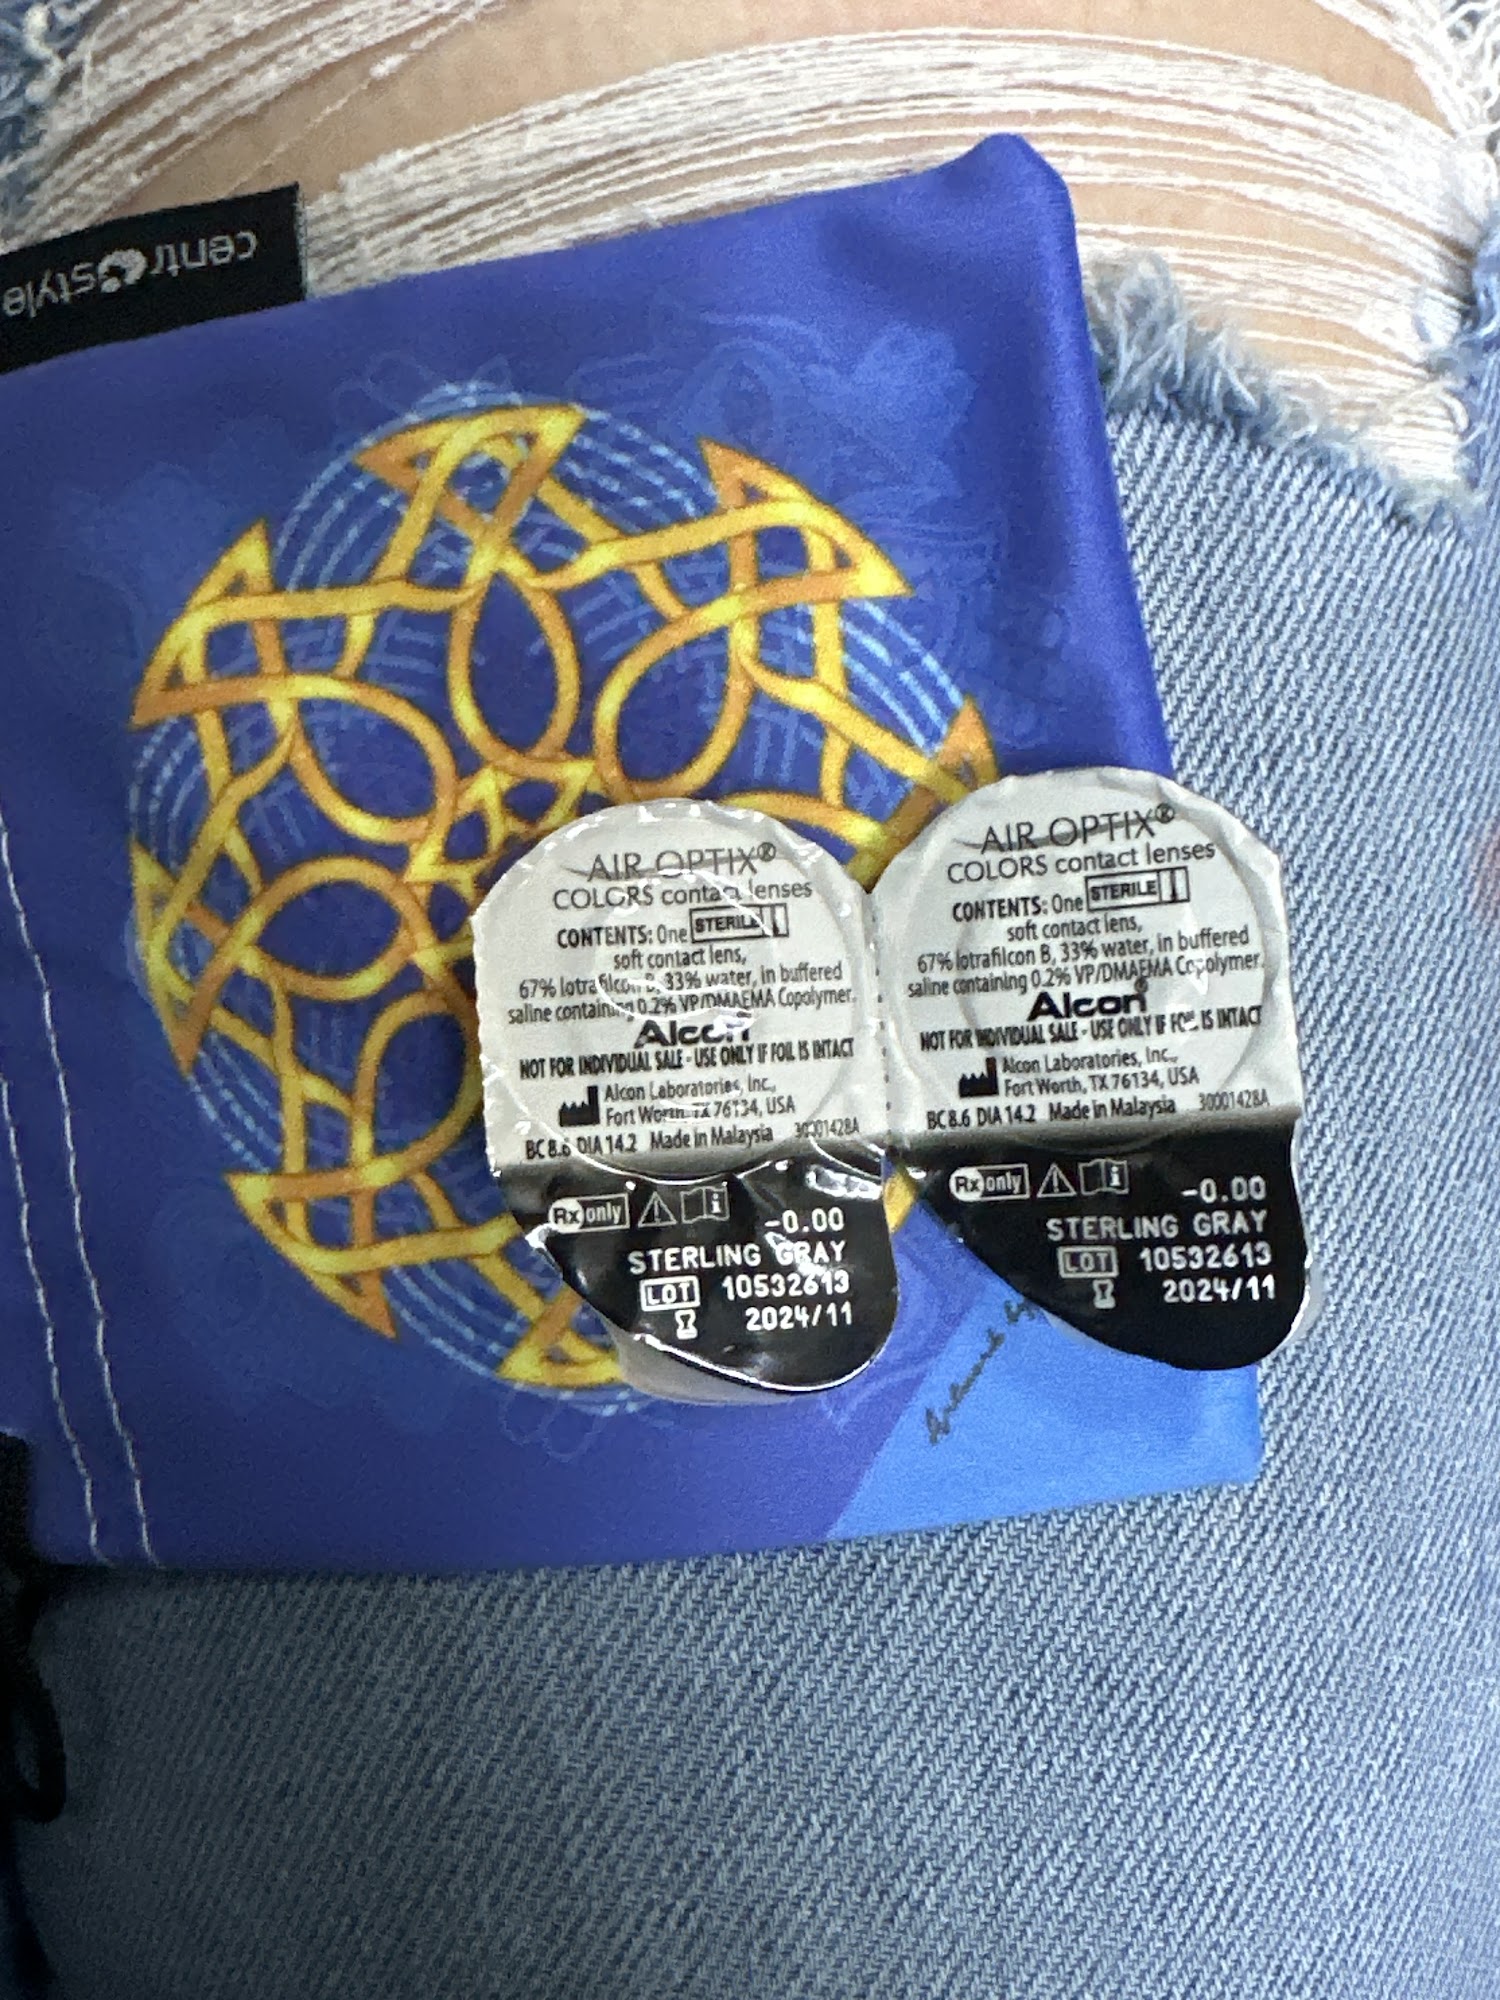 centrostyle
AIR OPTIX®
COLORS contact lenses
CONTENTS: One STERILE
soft contact lens,
67% lotrafilcon B, 33% water, in buffered
saline containing 0.2% VP/DMAEMA Copolymer.
Alcon
NOT FOR INDIVIDUAL SALE - USE ONLY IF FOIL IS INTACT
Alcon Laboratories, Inc.,
Fort Worth, TX 76134, USA
BC 8.6 DIA 14.2 Made in Malaysia 30001428A
Rx only
-0.00
STERLING GRAY
LOT 10532613
2024/11
AIR OPTIX®
COLORS contact lenses
CONTENTS: One STERILE
soft contact lens,
67% lotrafilcon B, 33% water, in buffered
saline containing 0.2% VP/DMAEMA Copolymer.
Alcon®
NOT FOR INDIVIDUAL SALE - USE ONLY IF FOIL IS INTACT
Alcon Laboratories, Inc.,
Fort Worth, TX 76134, USA
BC 8.6 DIA 14.2 Made in Malaysia 30001428A
Rx only
-0.00
STERLING GRAY
LOT 10532613
2024/11
Artwork by